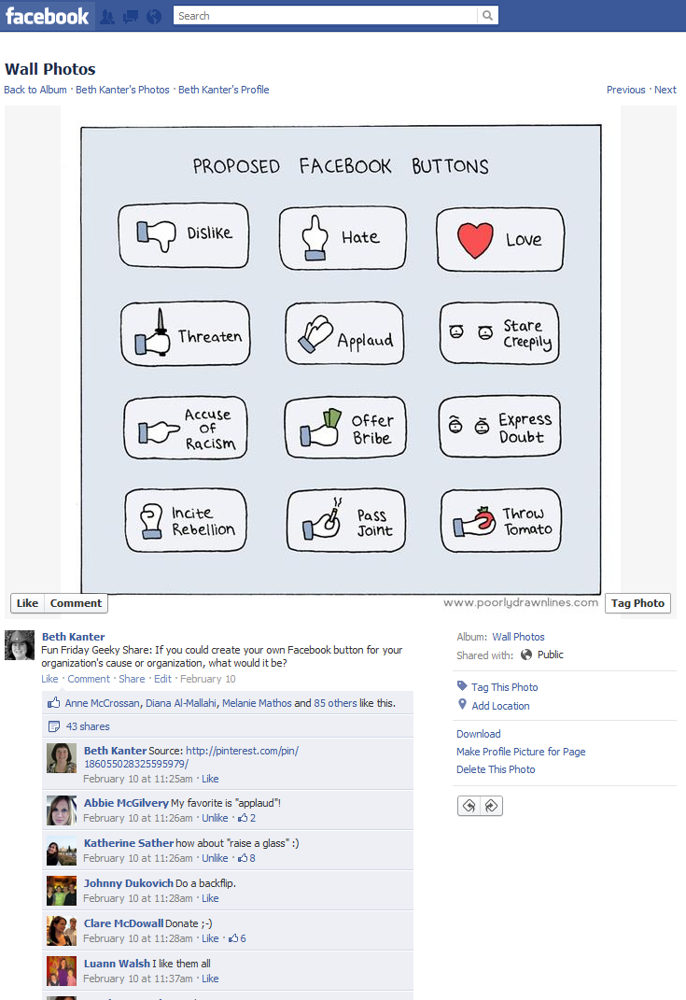 facebook
Search
Wall Photos
Back to Album · Beth Kanter's Photos · Beth Kanter's Profile
Previous · Next
PROPOSED FACEBOOK BUTTONS
Dislike
Hate
Love
Threaten
Applaud
Stare
Creepily
Accuse
of
Racism
Offer
Bribe
Express
Doubt
Incite
Rebellion
Pass
Joint
Throw
Tomato
www.poorlydrawnlines.com
Like
Comment
Tag Photo
Beth Kanter
Fun Friday Geeky Share: If you could create your own Facebook button for your
organization's cause or organization, what would it be?
Like · Comment · Share · Edit · February 10
Anne McCrossan, Diana Al-Mallahi, Melanie Mathos and 85 others like this.
43 shares
Beth Kanter Source: http://pinterest.com/pin/
186055028325595979/
February 10 at 11:25am · Like
Abbie McGilvery My favorite is "applaud"!
February 10 at 11:26am · Unlike · 2
Katherine Sather how about "raise a glass" :)
February 10 at 11:26am · Unlike · 8
Johnny Dukovich Do a backflip.
February 10 at 11:28am · Like
Clare McDowall Donate ;-)
February 10 at 11:28am · Like · 6
Luann Walsh I like them all
February 10 at 11:37am · Like
Album: Wall Photos
Shared with: Public
Tag This Photo
Add Location
Download
Make Profile Picture for Page
Delete This Photo